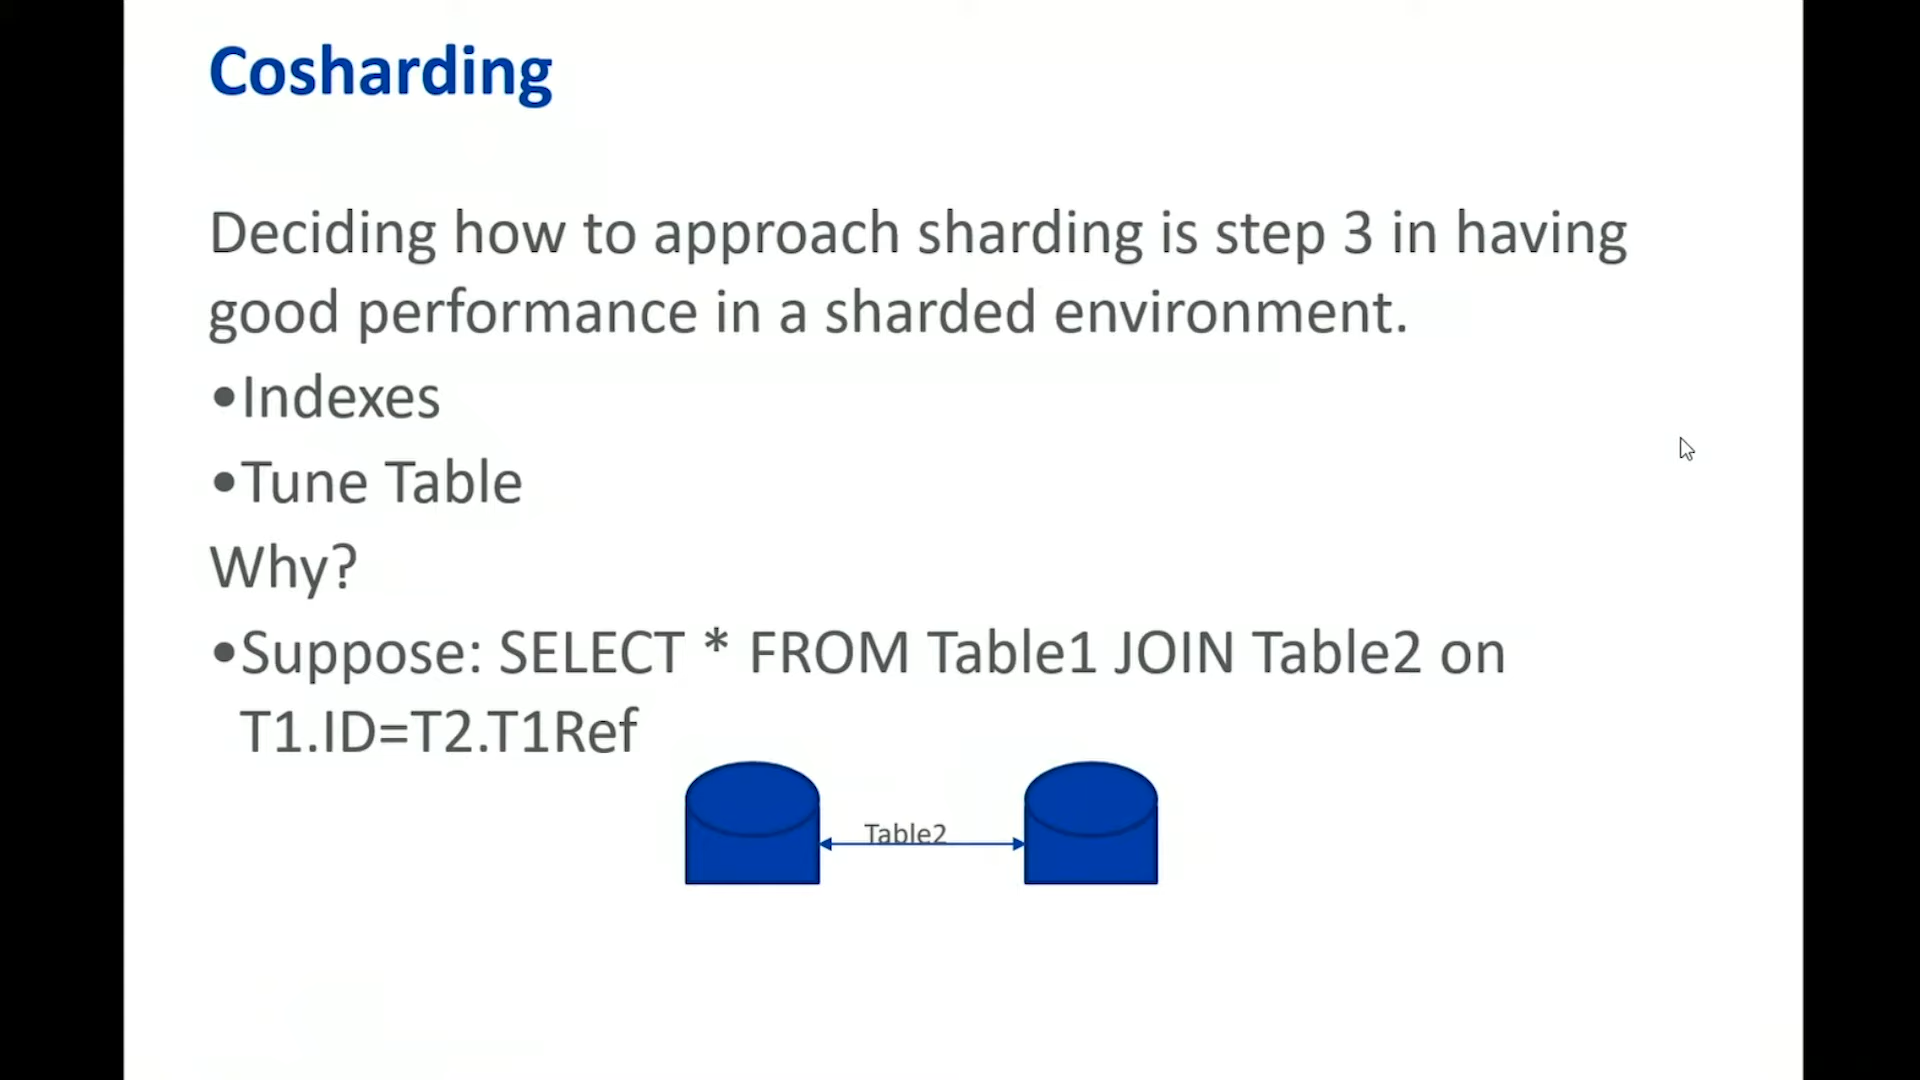 Cosharding
Deciding how to approach sharding is step 3 in having
good performance in a sharded environment.
•Indexes
•Tune Table
Why?
•Suppose: SELECT * FROM Table1 JOIN Table2 on
T1.ID=T2.T1Ref
Table2